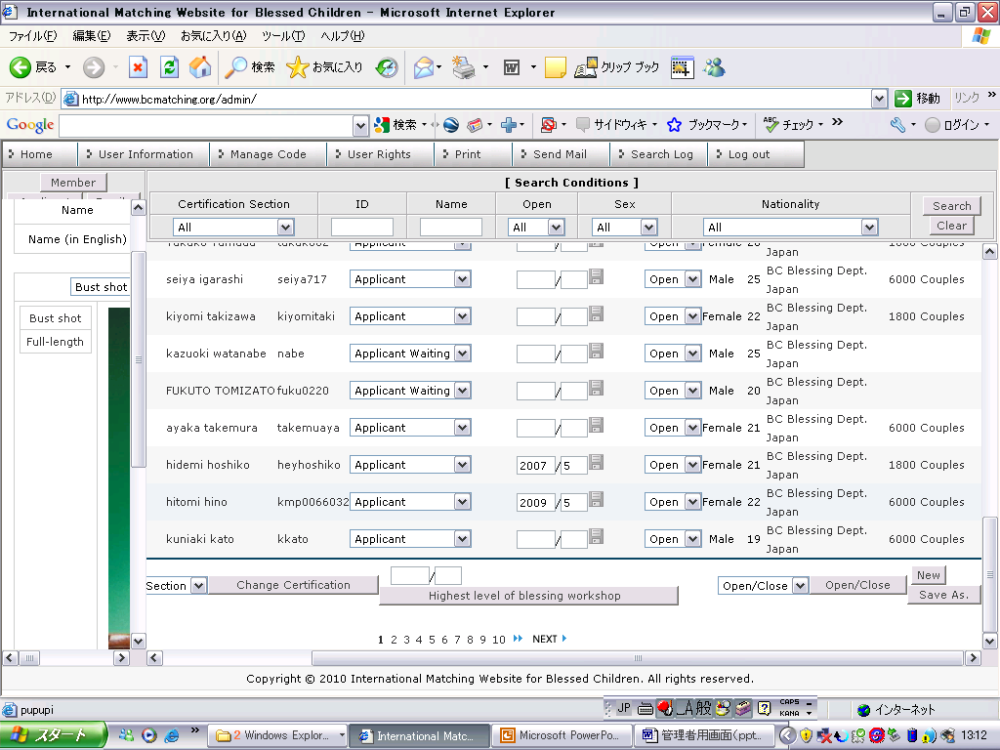 International Matching Website for Blessed Children - Microsoft Internet Explorer
ファイル(F) 編集(E) 表示(V) お気に入り(A) ツール(T) ヘルプ(H)
戻る 検索 お気に入り クリップ ブック
アドレス(D) http://www.bcmatching.org/admin/ 移動 リンク »
Google 検索 サイドウィキ ブックマーク チェック » ログイン
Home User Information Manage Code User Rights Print Send Mail Search Log Log out
Member
[ Search Conditions ]
Certification Section ID Name Open Sex Nationality
All All All All
Search
Clear
Name
Name (in English)
Bust shot
Bust shot
Full-length
Japan
seiya igarashi seiya717 Applicant / Open Male 25 BC Blessing Dept. Japan 6000 Couples
kiyomi takizawa kiyomitaki Applicant / Open Female 22 BC Blessing Dept. Japan 1800 Couples
kazuoki watanabe nabe Applicant Waiting / Open Male 25 BC Blessing Dept. Japan
FUKUTO TOMIZATO fuku0220 Applicant Waiting / Open Male 20 BC Blessing Dept. Japan
ayaka takemura takemuaya Applicant / Open Female 21 BC Blessing Dept. Japan 6000 Couples
hidemi hoshiko heyhoshiko Applicant 2007 / 5 Open Female 21 BC Blessing Dept. Japan 1800 Couples
hitomi hino kmp0066032 Applicant 2009 / 5 Open Female 22 BC Blessing Dept. Japan 6000 Couples
kuniaki kato kkato Applicant / Open Male 19 BC Blessing Dept. Japan 6000 Couples
Section Change Certification / Open/Close Open/Close New
Highest level of blessing workshop Save As.
1 2 3 4 5 6 7 8 9 10 NEXT
Copyright © 2010 International Matching Website for Blessed Children. All rights reserved.
pupupi JP A般 CAPS KANA インターネット
スタート » 2 Windows Explor... International Matc... Microsoft PowerPo... 管理者用画面(ppt... 13:12